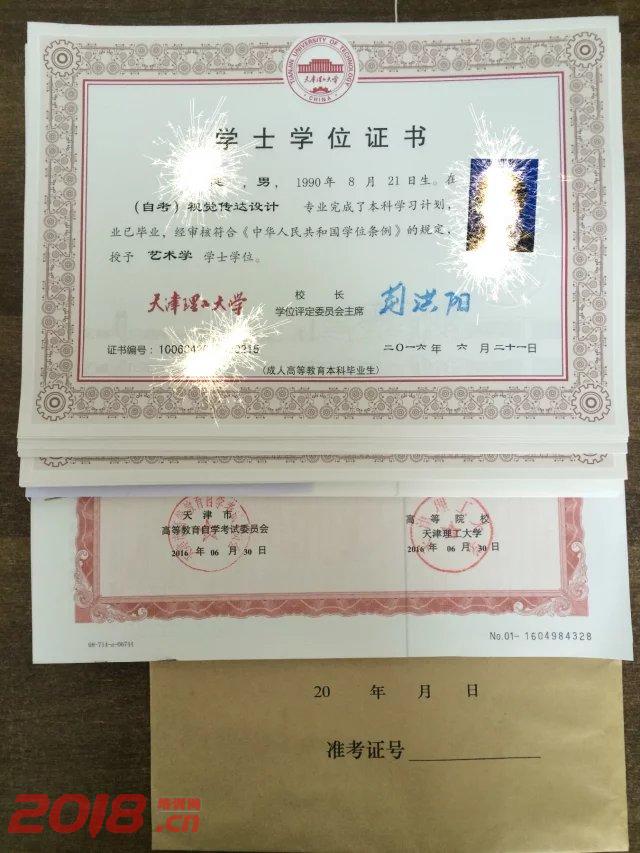 TIANJIN UNIVERSITY OF TECHNOLOGY
天津理工大学
CHINA
学士学位证书
，男，1990年 8 月 21日生。在
（自考）视觉传达设计 专业完成了本科学习计划，
业已毕业，经审核符合《中华人民共和国学位条例》的规定，
授予 艺术学 学士学位。
天津理工大学
校 长
学位评定委员会主席
证书编号：
二〇一六年 六 月 二十一日
（成人高等教育本科毕业生）
天 津 市
高等教育自学考试委员会
2016 年 06 月 30 日
高 等 院 校
天津理工大学
2016 年 06 月 30 日
No.01- 1604984328
20 年 月 日
准考证号
2018.cn
培训网